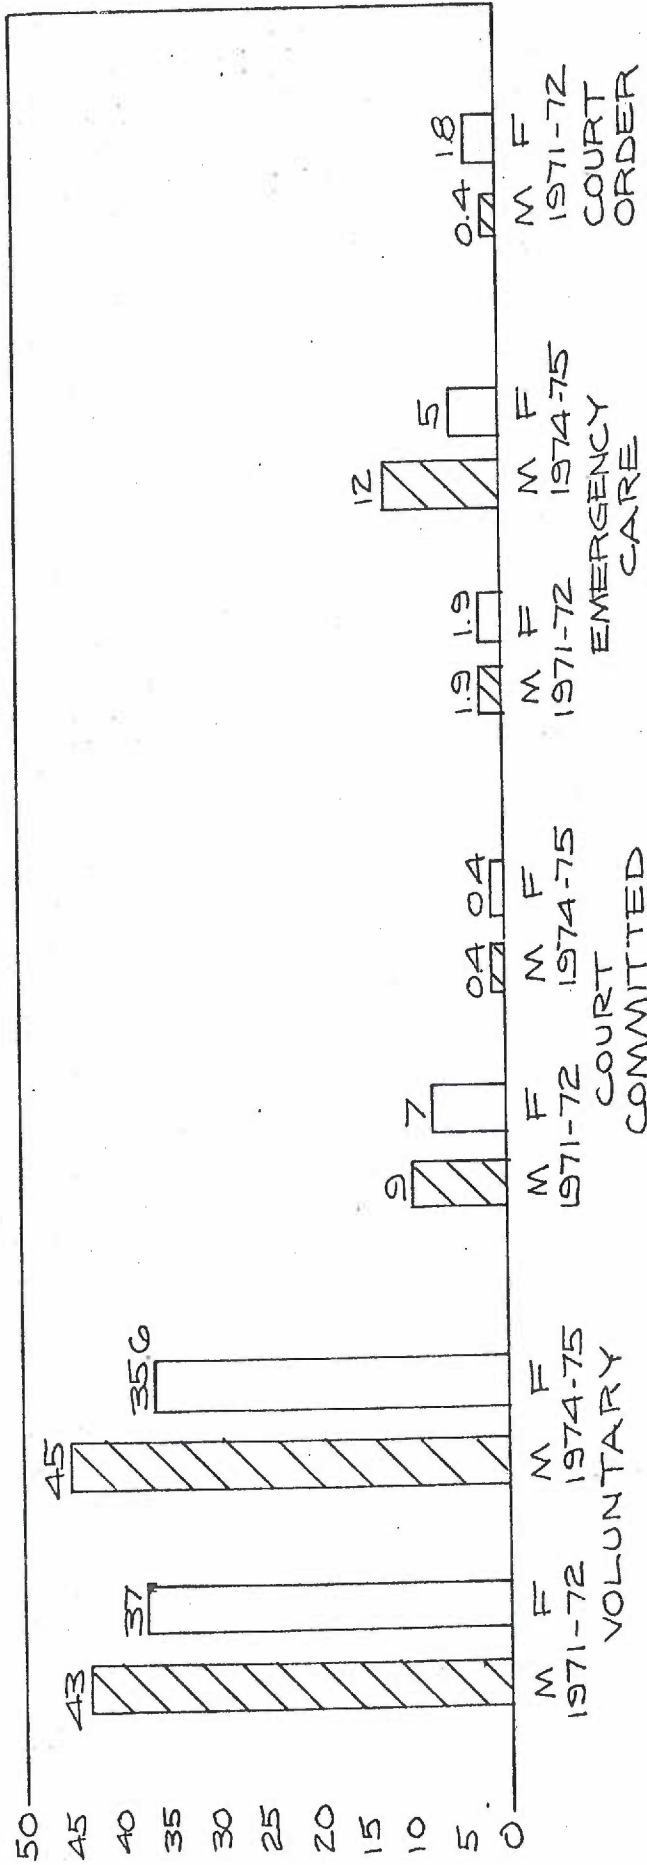 50
45
40
35
30
25
20
15
10
5
0
43 37 45 35.6 9 7 0.4 0.4 1.9 1.9 12 5 0.4 1.8
M F M F M F M F M F M F M F
1971-72 1974-75 1971-72 1974-75 1971-72 1974-75 1971-72
VOLUNTARY
COURT
COMMITTED
EMERGENCY
CARE
COURT
ORDER